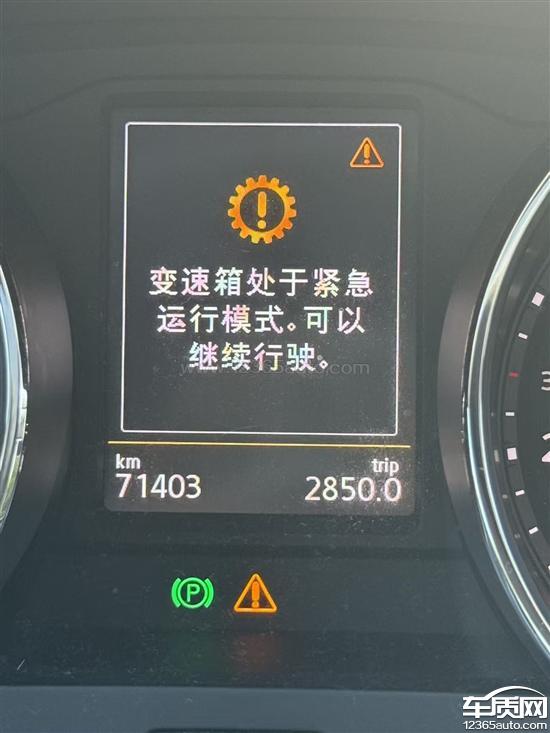 变速箱处于紧急
运行模式。可以
继续行驶。
km
trip
71403
2850.0
P
车质网
12365auto.com